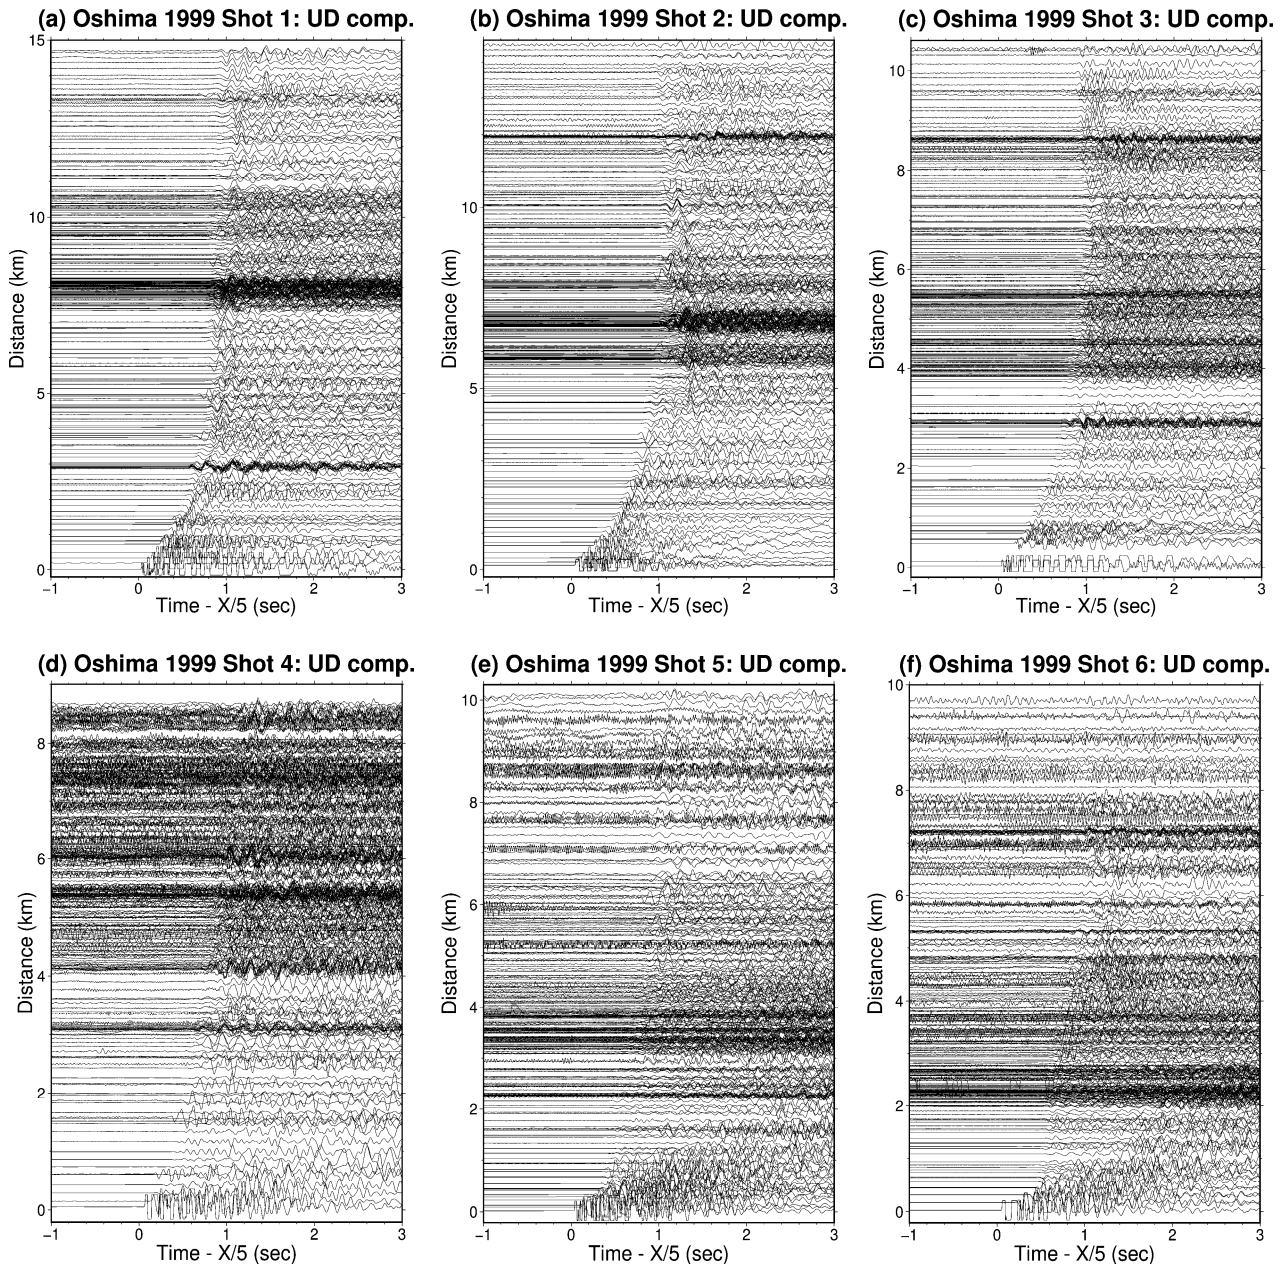 (a) Oshima 1999 Shot 1: UD comp.
15
10
5
0
Distance (km)
−1 0 1 2 3
Time - X/5 (sec)
(b) Oshima 1999 Shot 2: UD comp.
10
5
0
Distance (km)
−1 0 1 2 3
Time - X/5 (sec)
(c) Oshima 1999 Shot 3: UD comp.
10
8
6
4
2
0
Distance (km)
−1 0 1 2 3
Time - X/5 (sec)
(d) Oshima 1999 Shot 4: UD comp.
8
6
4
2
0
Distance (km)
−1 0 1 2 3
Time - X/5 (sec)
(e) Oshima 1999 Shot 5: UD comp.
10
8
6
4
2
0
Distance (km)
−1 0 1 2 3
Time - X/5 (sec)
(f) Oshima 1999 Shot 6: UD comp.
10
8
6
4
2
0
Distance (km)
−1 0 1 2 3
Time - X/5 (sec)